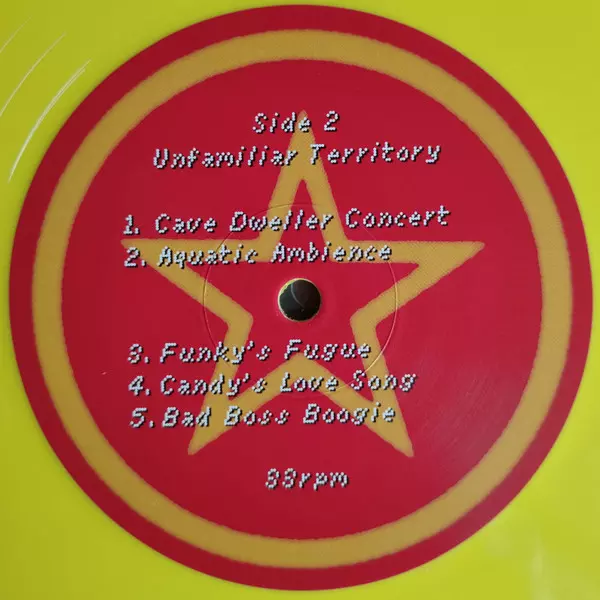 Side 2
Unfamiliar Territory
1. Cave Dweller Concert
2. Aquatic Ambience
3. Funky's Fugue
4. Candy's Love Song
5. Bad Boss Boogie
33rpm